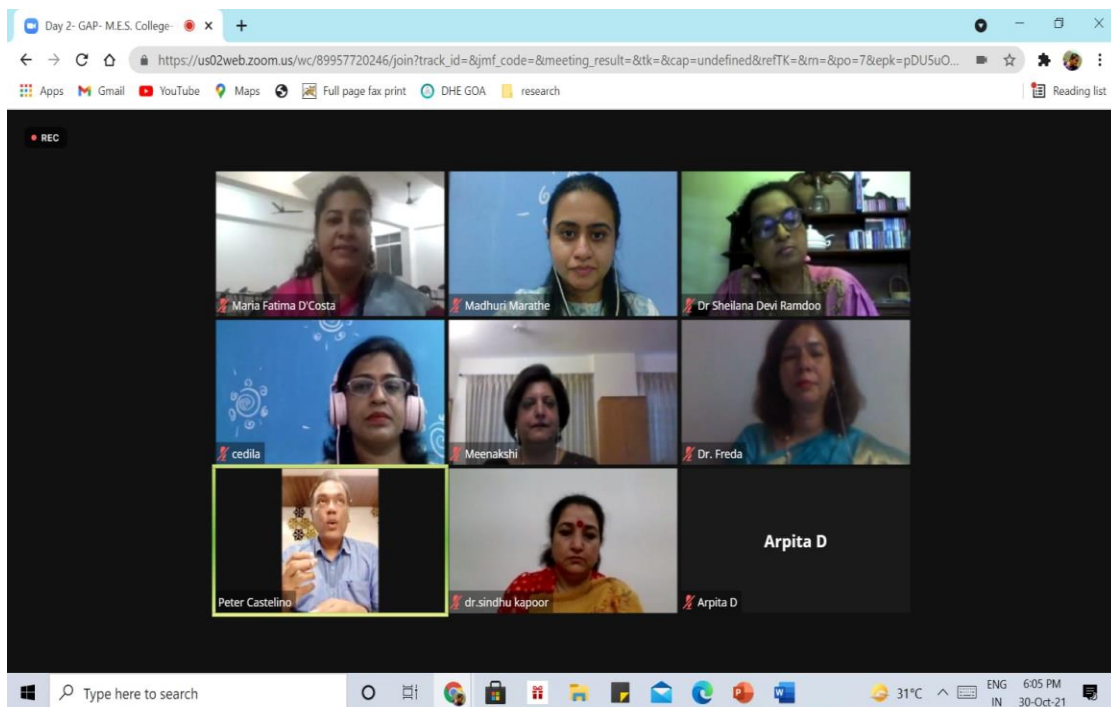 Day 2- GAP- M.E.S. College-
https://us02web.zoom.us/wc/89957720246/join?track_id=&jmf_code=&meeting_result=&tk=&cap=undefined&refTK=&m=&po=7&epk=pDU5uO...
Apps Gmail YouTube Maps Full page fax print DHE GOA research Reading list
REC
Maria Fatima D'Costa Madhuri Marathe Dr Sheilana Devi Ramdoo
cedila Meenakshi Dr. Freda
Arpita D
Peter Castelino dr.sindhu kapoor Arpita D
Type here to search 31°C ENG 6:05 PM
IN 30-Oct-21